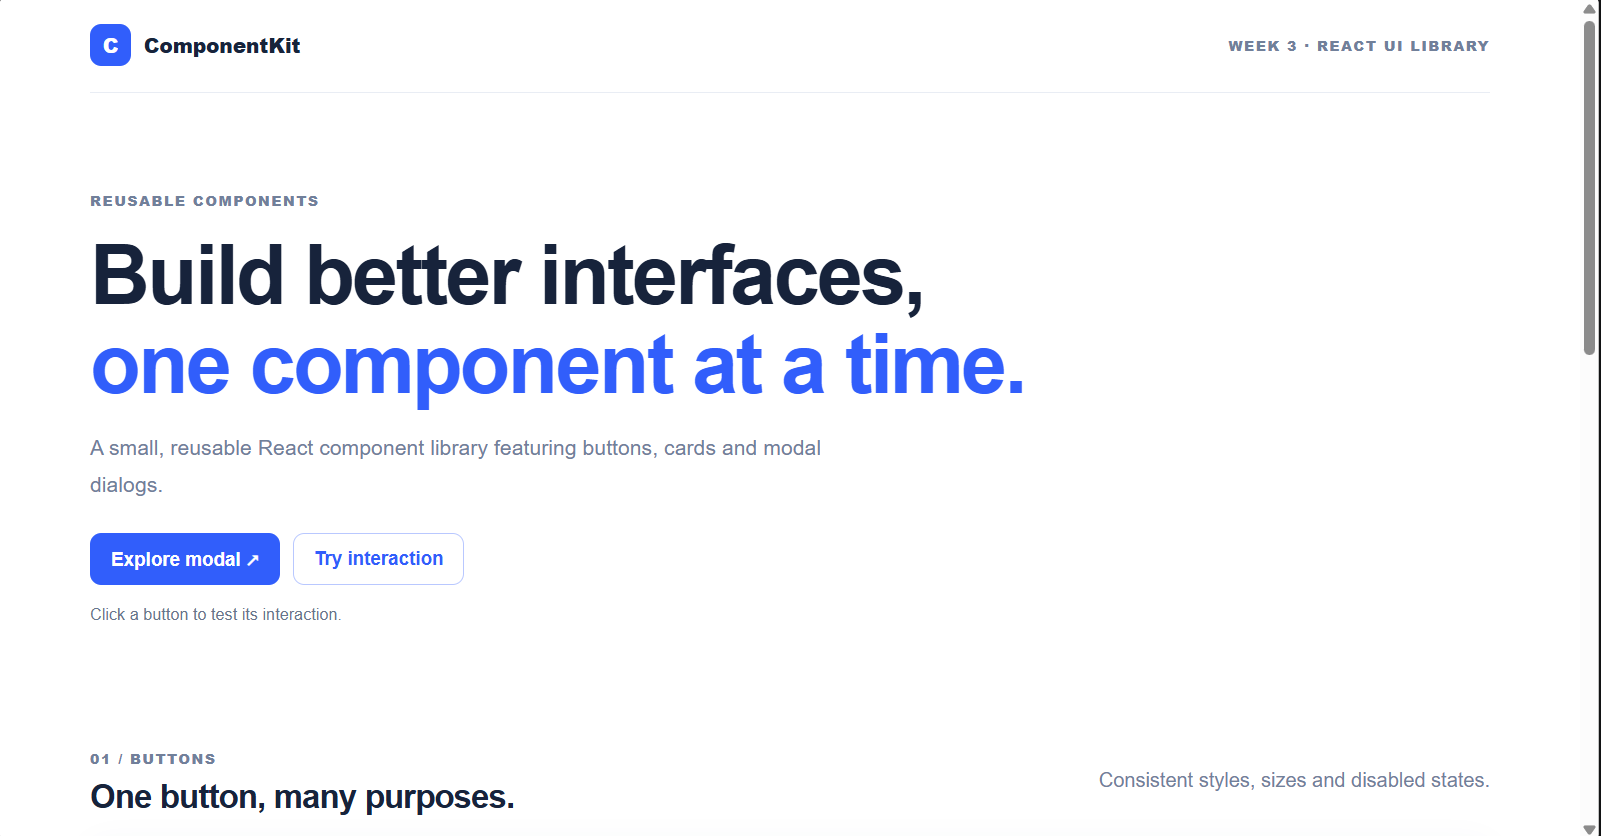 C ComponentKit
WEEK 3 · REACT UI LIBRARY
REUSABLE COMPONENTS
Build better interfaces,
one component at a time.
A small, reusable React component library featuring buttons, cards and modal
dialogs.
Explore modal ↗
Try interaction
Click a button to test its interaction.
01 / BUTTONS
One button, many purposes.
Consistent styles, sizes and disabled states.